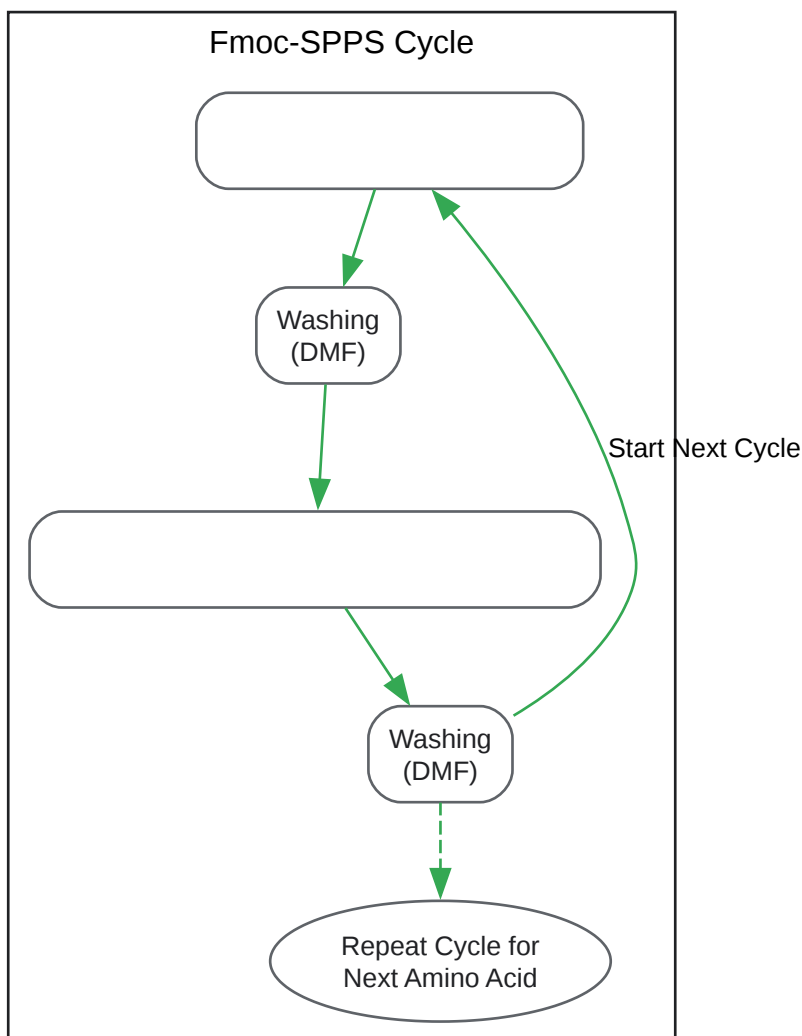 Fmoc-SPPS Cycle
Washing
(DMF)
Start Next Cycle
Washing
(DMF)
Repeat Cycle for
Next Amino Acid